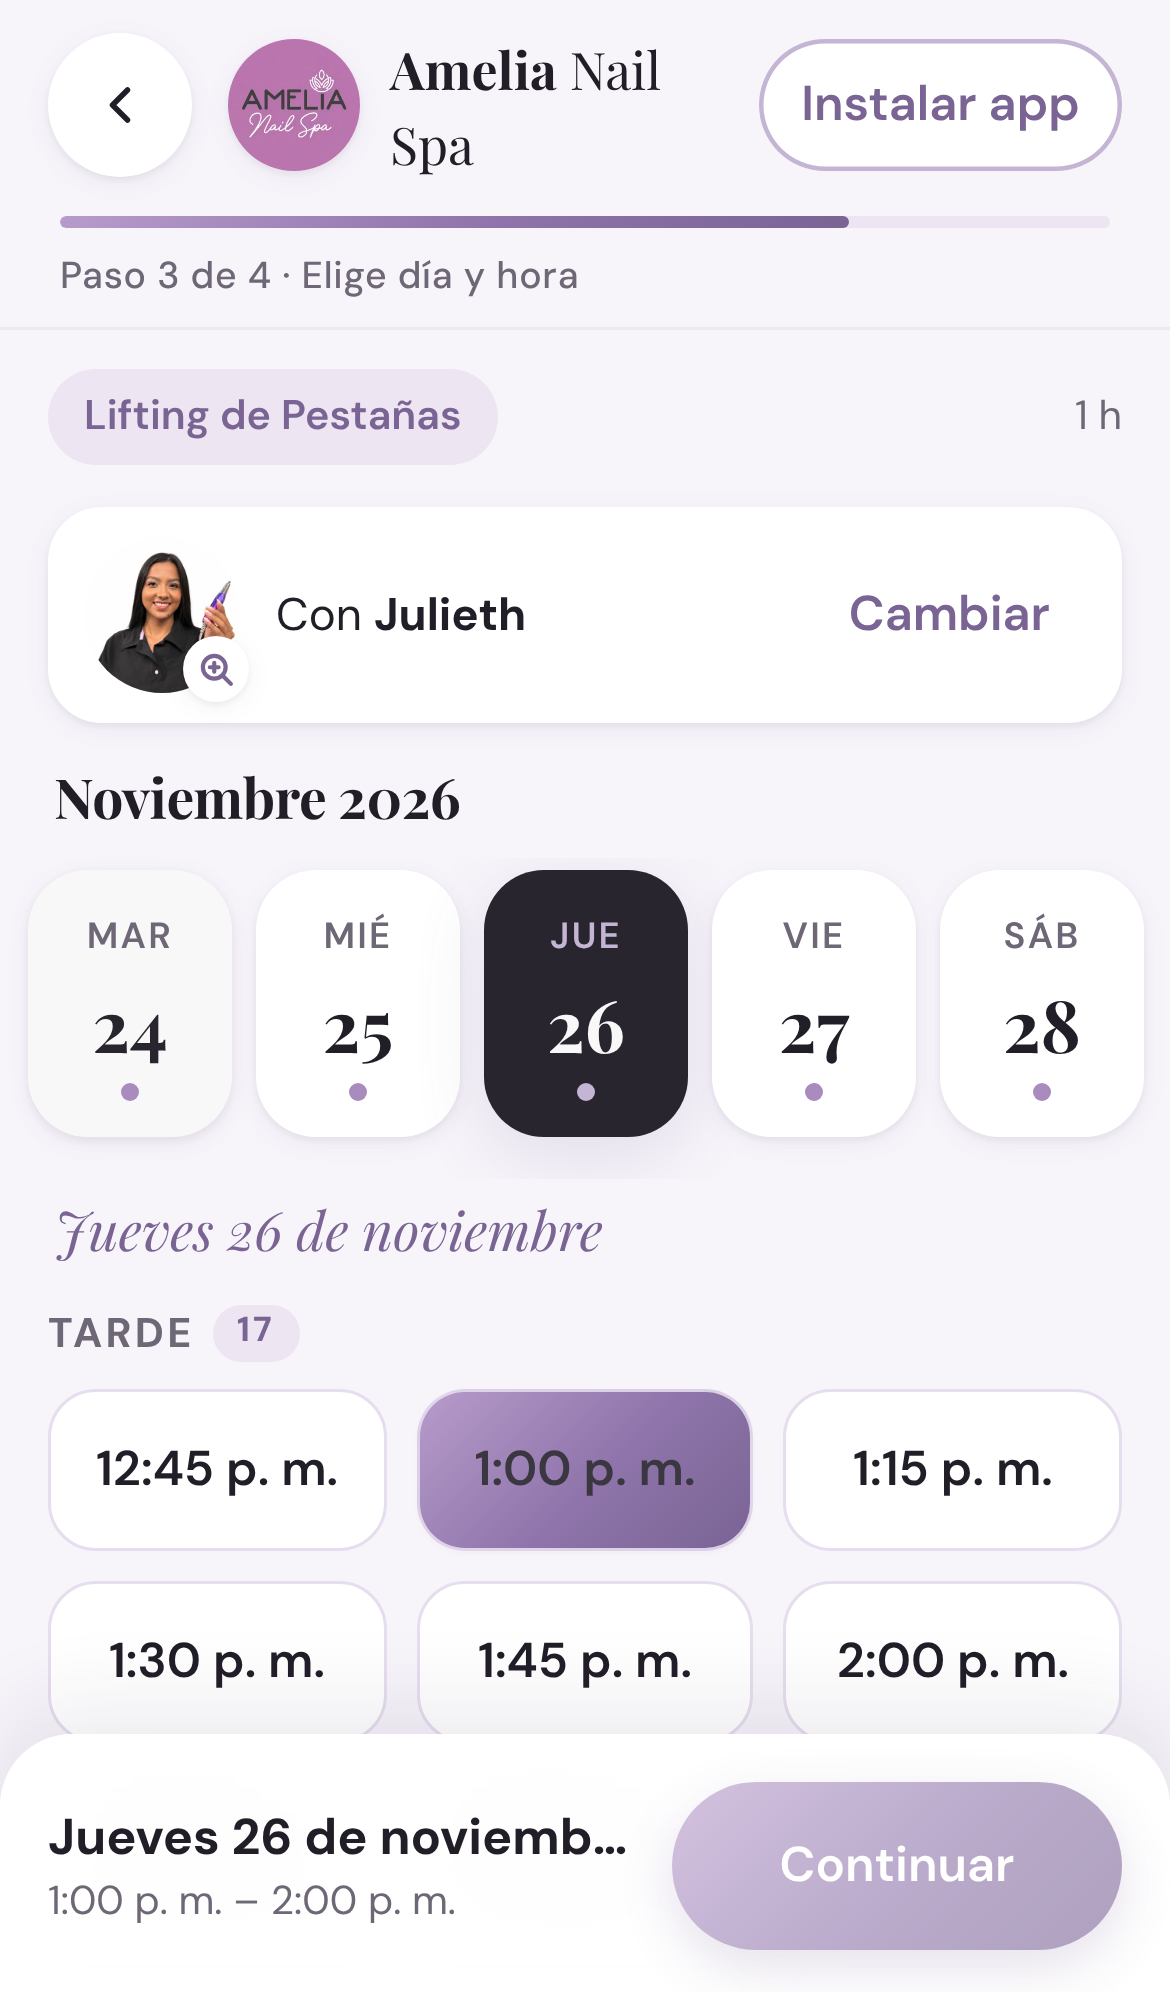 AMELIA
Nail Spa
Amelia Nail
Spa
Instalar app
Paso 3 de 4 · Elige día y hora
Lifting de Pestañas
1 h
Con Julieth
Cambiar
Noviembre 2026
MAR MIÉ JUE VIE SÁB
24 25 26 27 28
Jueves 26 de noviembre
TARDE 17
12:45 p. m. 1:00 p. m. 1:15 p. m.
1:30 p. m. 1:45 p. m. 2:00 p. m.
Jueves 26 de noviemb...
1:00 p. m. – 2:00 p. m.
Continuar